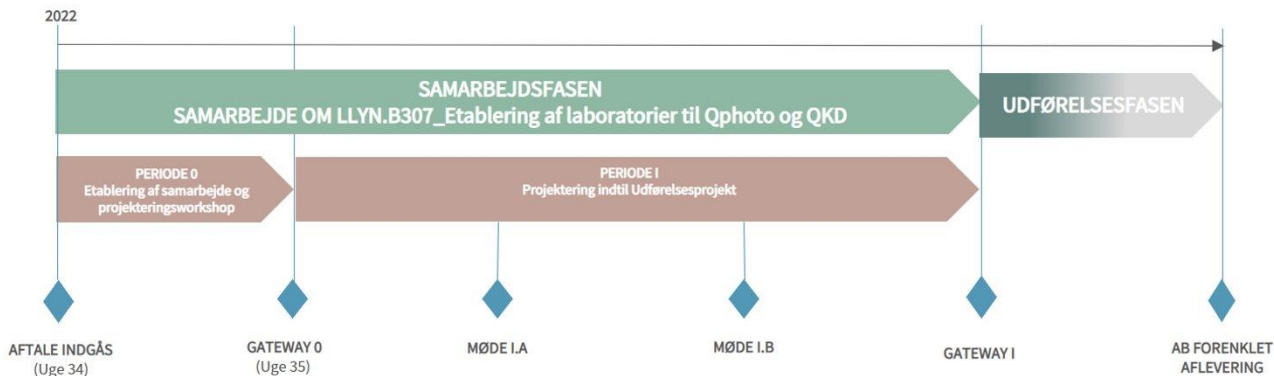 2022
SAMARBEJDSFASEN
SAMARBEJDE OM LLYN.B307_Etablering af laboratorier til Qphoto og QKD
UDFØRELSESFASEN
PERIODE 0
Etablering af samarbejde og
projekteringsworkshop
PERIODE I
Projektering indtil Udførelsesprojekt
AFTALE INDGÅS
(Uge 34)
GATEWAY 0
(Uge 35)
MØDE I.A
MØDE I.B
GATEWAY I
AB FORENKLET
AFLEVERING